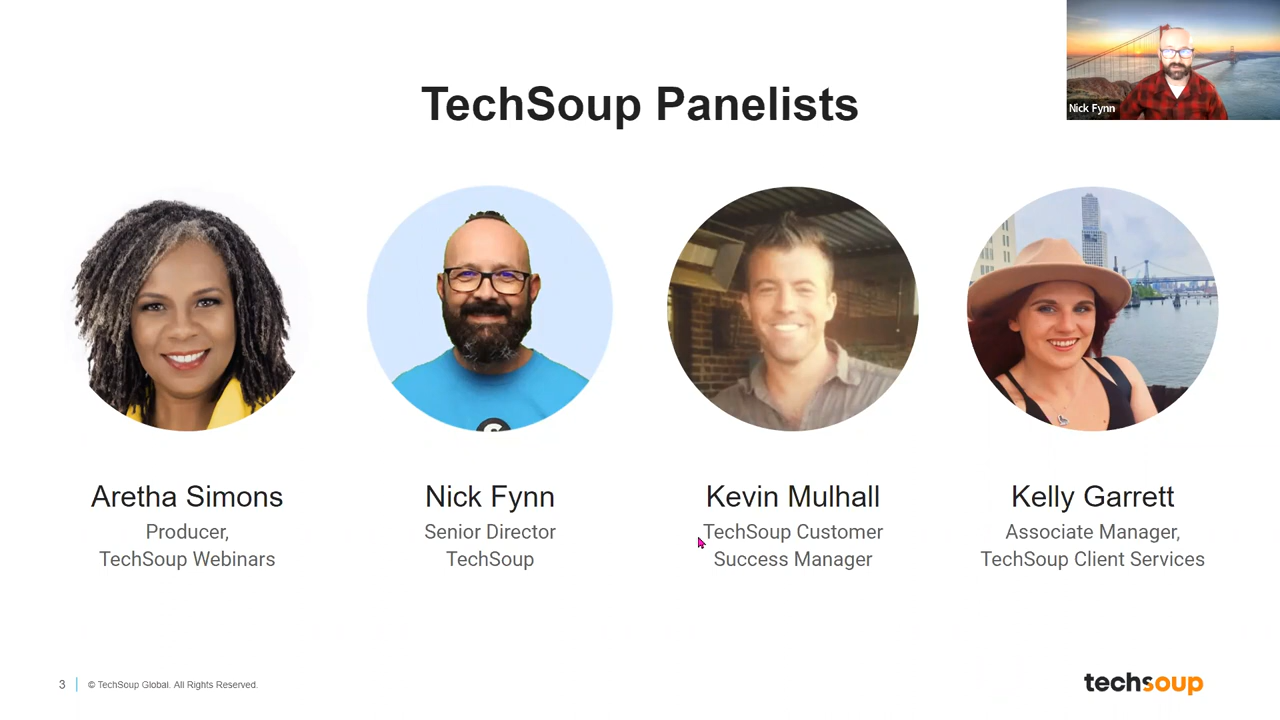 TechSoup Panelists
Nick Fynn
Aretha Simons
Producer,
TechSoup Webinars
Nick Fynn
Senior Director
TechSoup
Kevin Mulhall
TechSoup Customer
Success Manager
Kelly Garrett
Associate Manager,
TechSoup Client Services
3
© TechSoup Global. All Rights Reserved.
techsoup